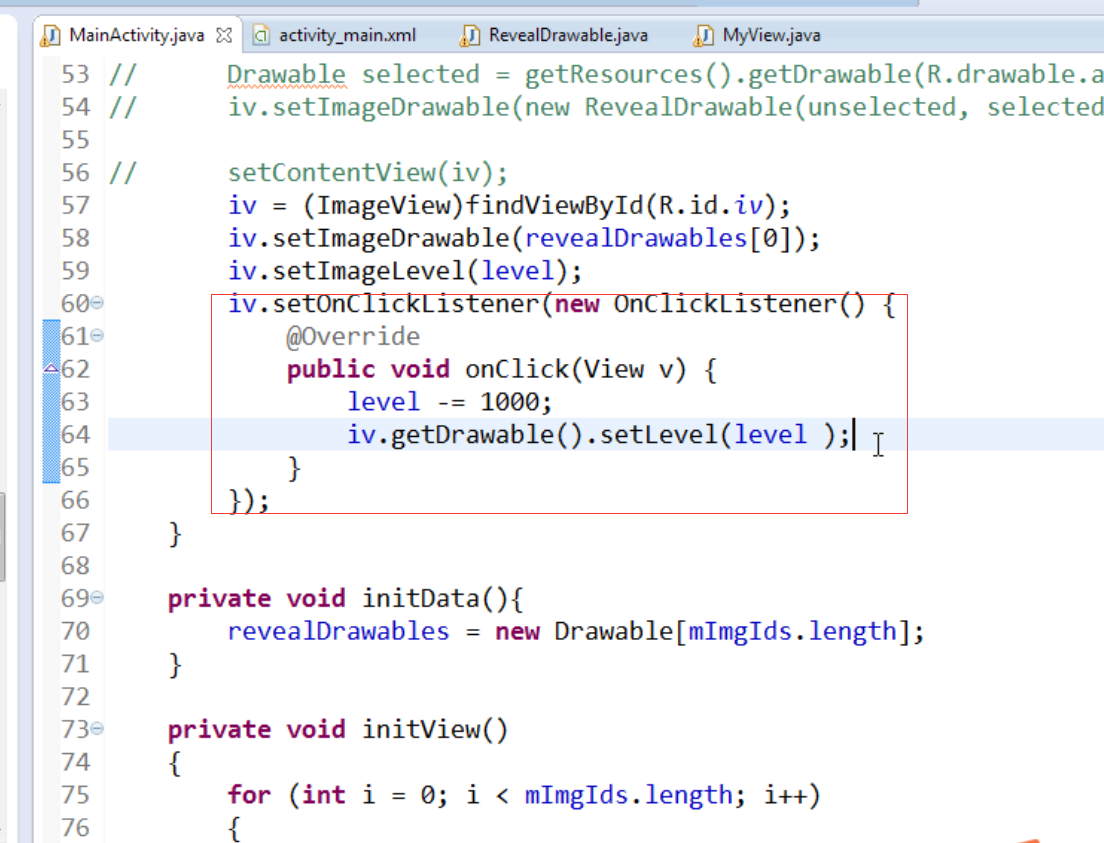 MainActivity.java activity_main.xml RevealDrawable.java MyView.java
53 // Drawable selected = getResources().getDrawable(R.drawable.a
54 // iv.setImageDrawable(new RevealDrawable(unselected, selected
55
56 // setContentView(iv);
57 iv = (ImageView)findViewById(R.id.iv);
58 iv.setImageDrawable(revealDrawables[0]);
59 iv.setImageLevel(level);
60 iv.setOnClickListener(new OnClickListener() {
61 @Override
62 public void onClick(View v) {
63 level -= 1000;
64 iv.getDrawable().setLevel(level );
65 }
66 });
67 }
68
69 private void initData(){
70 revealDrawables = new Drawable[mImgIds.length];
71 }
72
73 private void initView()
74 {
75 for (int i = 0; i < mImgIds.length; i++)
76 {